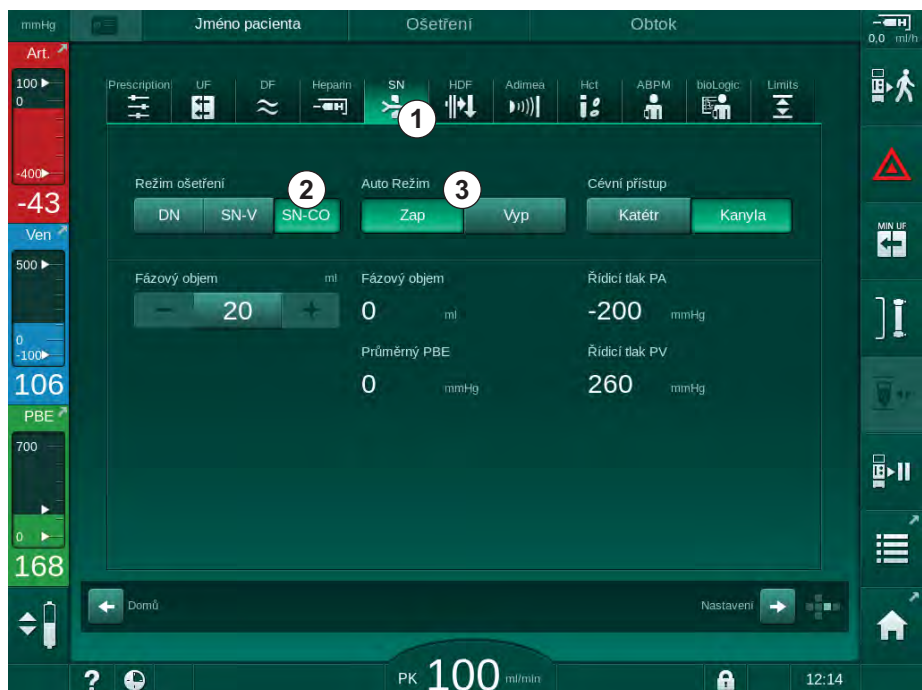 mmHg
Jméno pacienta
Ošetření
Obtok
0,0 ml/h
Art.
100
0
-400
-43
Ven
500
0
-100
106
PBE
700
0
168
Prescription UF DF Heparin SN HDF Adimea Hct ABPM bioLogic Limits
1
Režim ošetření
2
DN SN-V SN-CO
Auto Režim
3
Zap Vyp
Cévní přístup
Katétr Kanyla
Fázový objem ml
20
Fázový objem
0 ml
Průměrný PBE
0 mmHg
Řídicí tlak PA
-200 mmHg
Řídicí tlak PV
260 mmHg
MIN UF
Domů
Nastavení
?
PK 100 ml/min
12:14